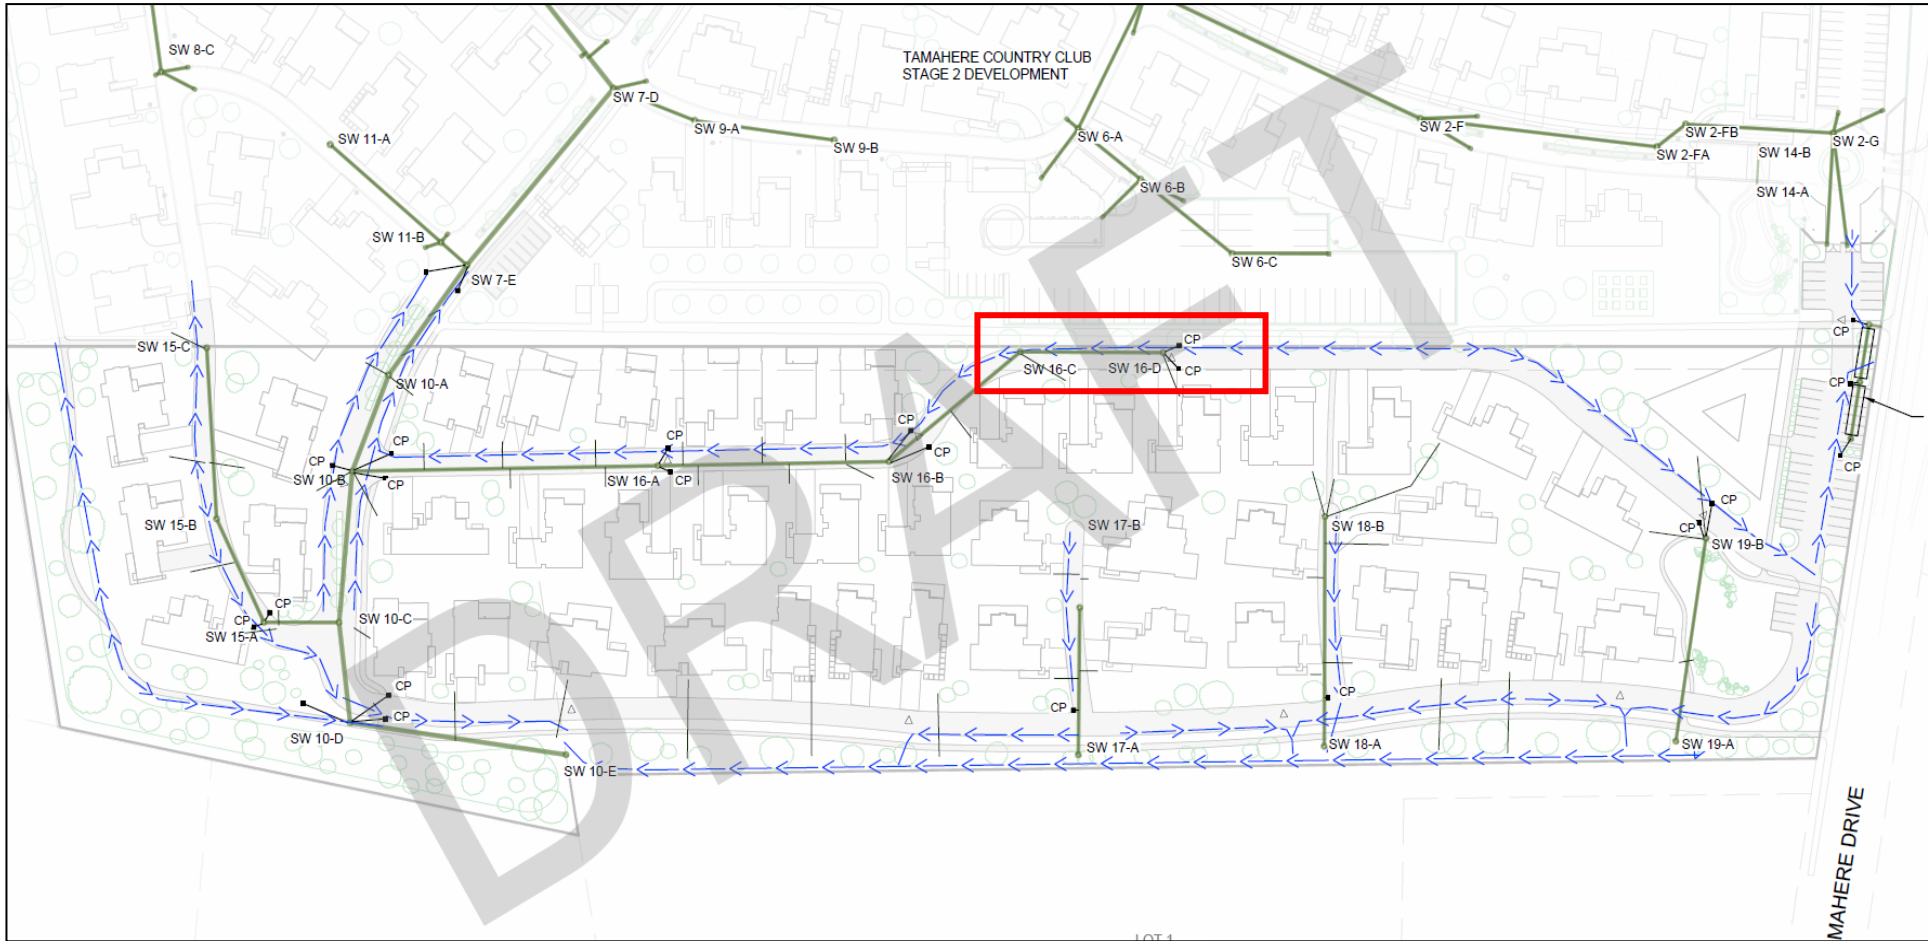 SW 8-C
TAMAHERE COUNTRY CLUB
STAGE 2 DEVELOPMENT
SW 7-D
SW 9-A
SW 9-B
SW 11-A
SW 6-A
SW 2-F
SW 2-FB
SW 2-FA
SW 14-B
SW 2-G
SW 14-A
SW 6-B
SW 11-B
SW 7-E
SW 6-C
SW 15-C
CP
CP
SW 16-C
SW 16-D
CP
SW 10-A
CP
CP
CP
CP
CP
SW 10-B
CP
SW 16-A
CP
SW 16-B
CP
CP
SW 15-B
SW 17-B
SW 18-B
CP
CP
SW 19-B
CP
CP
SW 15-A
SW 10-C
CP
CP
SW 10-D
CP
CP
SW 10-E
SW 17-A
SW 18-A
SW 19-A
DRAFT
MAHERE DRIVE
LOT 1